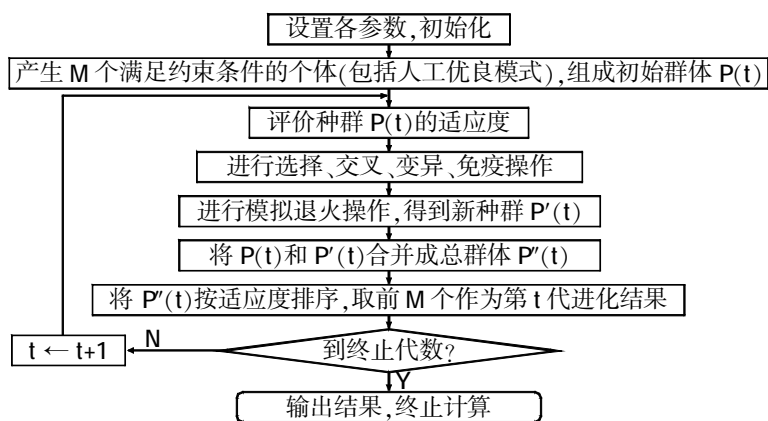 设置各参数,初始化
产生 M 个满足约束条件的个体(包括人工优良模式),组成初始群体 P(t)
评价种群 P(t)的适应度
进行选择、交叉、变异、免疫操作
进行模拟退火操作,得到新种群 P′(t)
将 P(t)和 P′(t)合并成总群体 P″(t)
将 P″(t)按适应度排序,取前 M 个作为第 t 代进化结果
到终止代数?
N
t ← t+1
Y
输出结果,终止计算